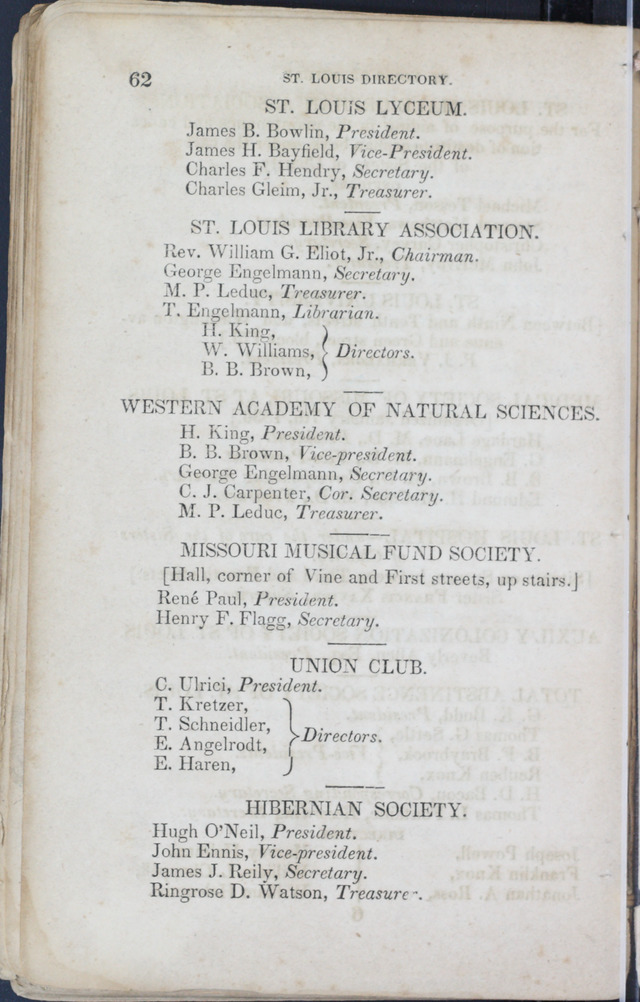 62 ST. LOUIS DIRECTORY.
ST. LOUIS LYCEUM.
James B. Bowlin, President.
James H. Bayfield, Vice-President.
Charles F. Hendry, Secretary.
Charles Gleim, Jr., Treasurer.
ST. LOUIS LIBRARY ASSOCIATION.
Rev. William G. Eliot, Jr., Chairman.
George Engelmann, Secretary.
M. P. Leduc, Treasurer.
T. Engelmann, Librarian.
H. King,
W. Williams, } Directors.
B. B. Brown,
WESTERN ACADEMY OF NATURAL SCIENCES.
H. King, President.
B. B. Brown, Vice-president.
George Engelmann, Secretary.
C. J. Carpenter, Cor. Secretary.
M. P. Leduc, Treasurer.
MISSOURI MUSICAL FUND SOCIETY.
[Hall, corner of Vine and First streets, up stairs.]
René Paul, President.
Henry F. Flagg, Secretary.
UNION CLUB.
C. Ulrici, President.
T. Kretzer,
T. Schneidler,
E. Angelrodt, } Directors.
E. Haren,
HIBERNIAN SOCIETY.
Hugh O'Neil, President.
John Ennis, Vice-president.
James J. Reily, Secretary.
Ringrose D. Watson, Treasurer.